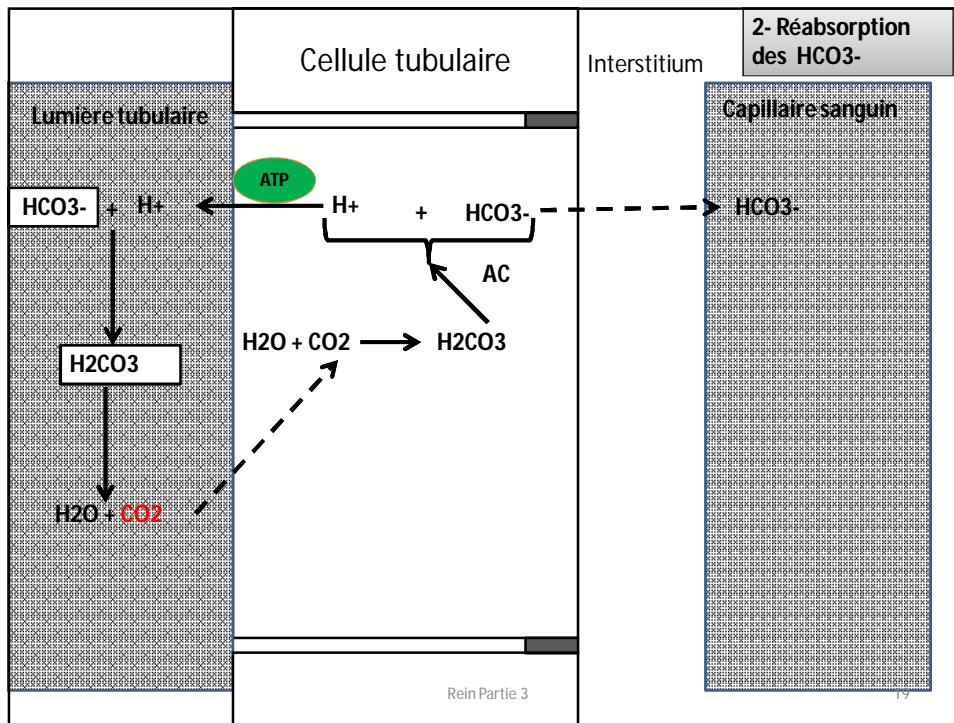 2- Réabsorption
des HCO3-
Cellule tubulaire
Interstitium
Lumière tubulaire
Capillaire sanguin
ATP
HCO3- + H+
H+ + HCO3-
HCO3-
AC
H2CO3
H2O + CO2
H2CO3
H2O + CO2
Rein Partie 3
19